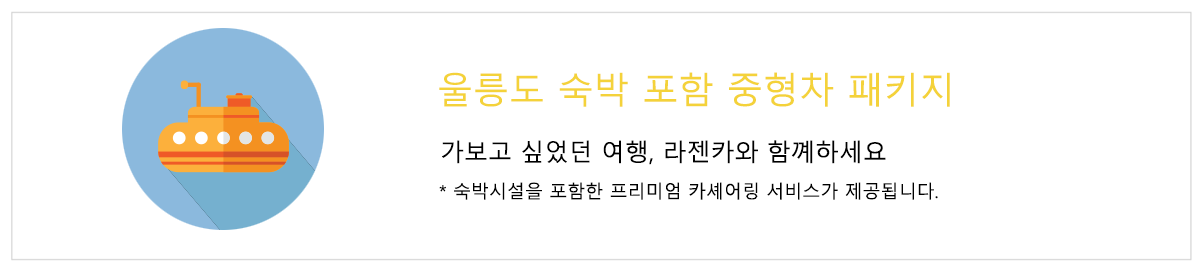 울릉도 숙박 포함 중형차 패키지
가보고 싶었던 여행, 라젠카와 함꼐하세요
* 숙박시설을 포함한 프리미엄 카셰어링 서비스가 제공됩니다.